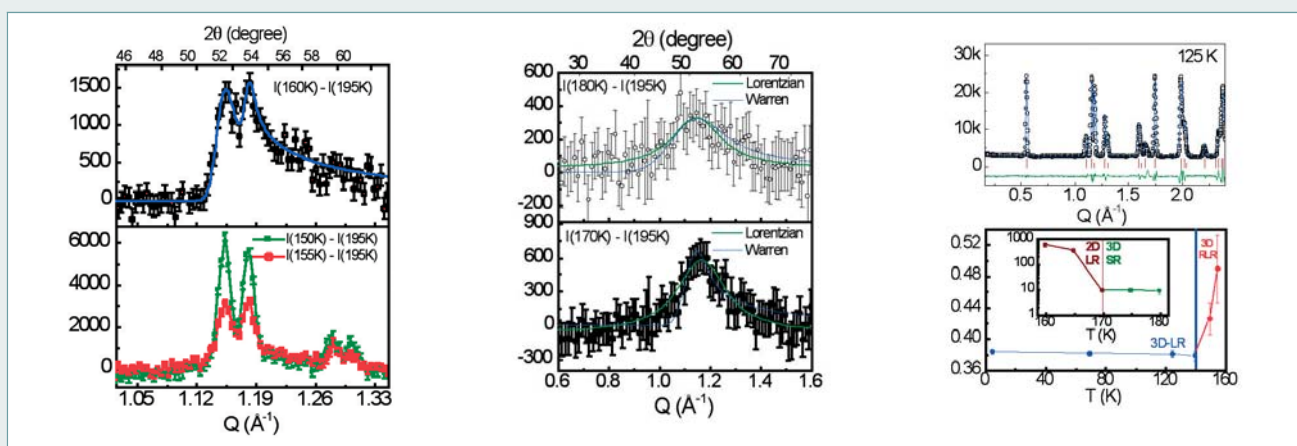 2θ (degree)
46 48 50 52 54 56 58 60
1500
1000
500
0
I(160K) - I(195K)
6000
4000
2000
0
I(150K) - I(195K)
I(155K) - I(195K)
1.05 1.12 1.19 1.26 1.33
Q (Å⁻¹)
2θ (degree)
30 40 50 60 70
600
400
200
0
-200
I(180K) - I(195K)
Lorentzian
Warren
900
600
300
0
-300
I(170K) - I(195K)
Lorentzian
Warren
0.6 0.8 1.0 1.2 1.4 1.6
Q (Å⁻¹)
30k
20k
10k
0
125 K
0.5 1.0 1.5 2.0
Q (Å⁻¹)
0.52
0.48
0.44
0.40
0.36
1000
100
10
1
2D 3D
LR SR
160 170 180
T (K)
3D
RLR
3D-LR
0 40 80 120 160
T (K)